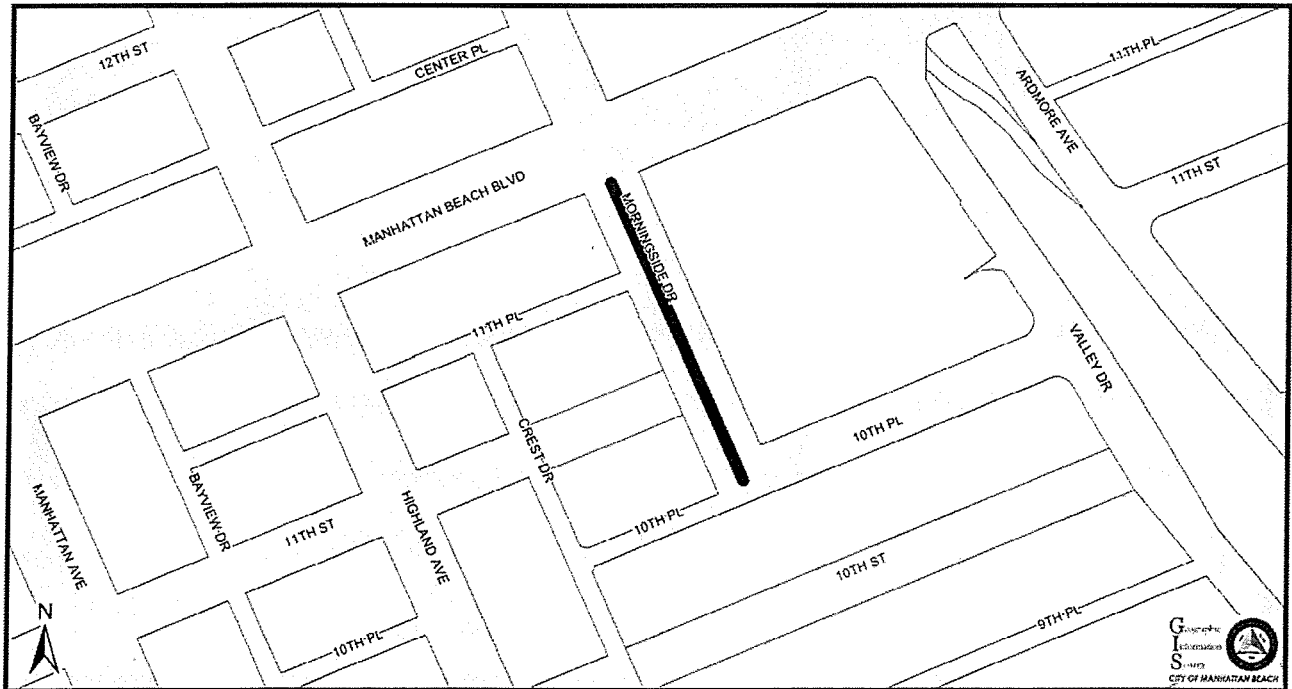 12TH ST
CENTER PL
11TH PL
ARDMORE AVE
BAYVIEW DR
11TH ST
MANHATTAN BEACH BLVD
MORNINGSIDE DR
11TH PL
VALLEY DR
CREST DR
10TH PL
MANHATTAN AVE
BAYVIEW DR
HIGHLAND AVE
11TH ST
10TH PL
10TH ST
N
10TH PL
9TH PL
Geographic
Information
S
CITY OF MANHATTAN BEACH